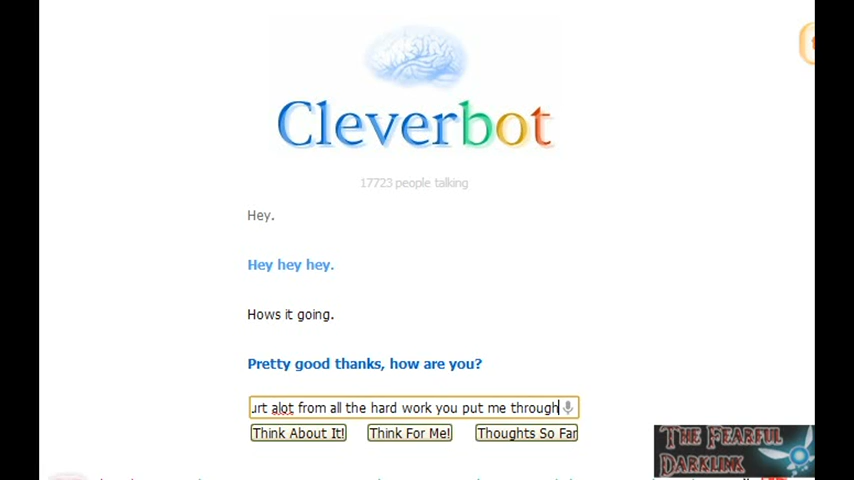 Cleverbot
17723 people talking
Hey.
Hey hey hey.
Hows it going.
Pretty good thanks, how are you?
alot from all the hard work you put me through
Think About It! Think For Me! Thoughts So Far
The Fearful
Darklink